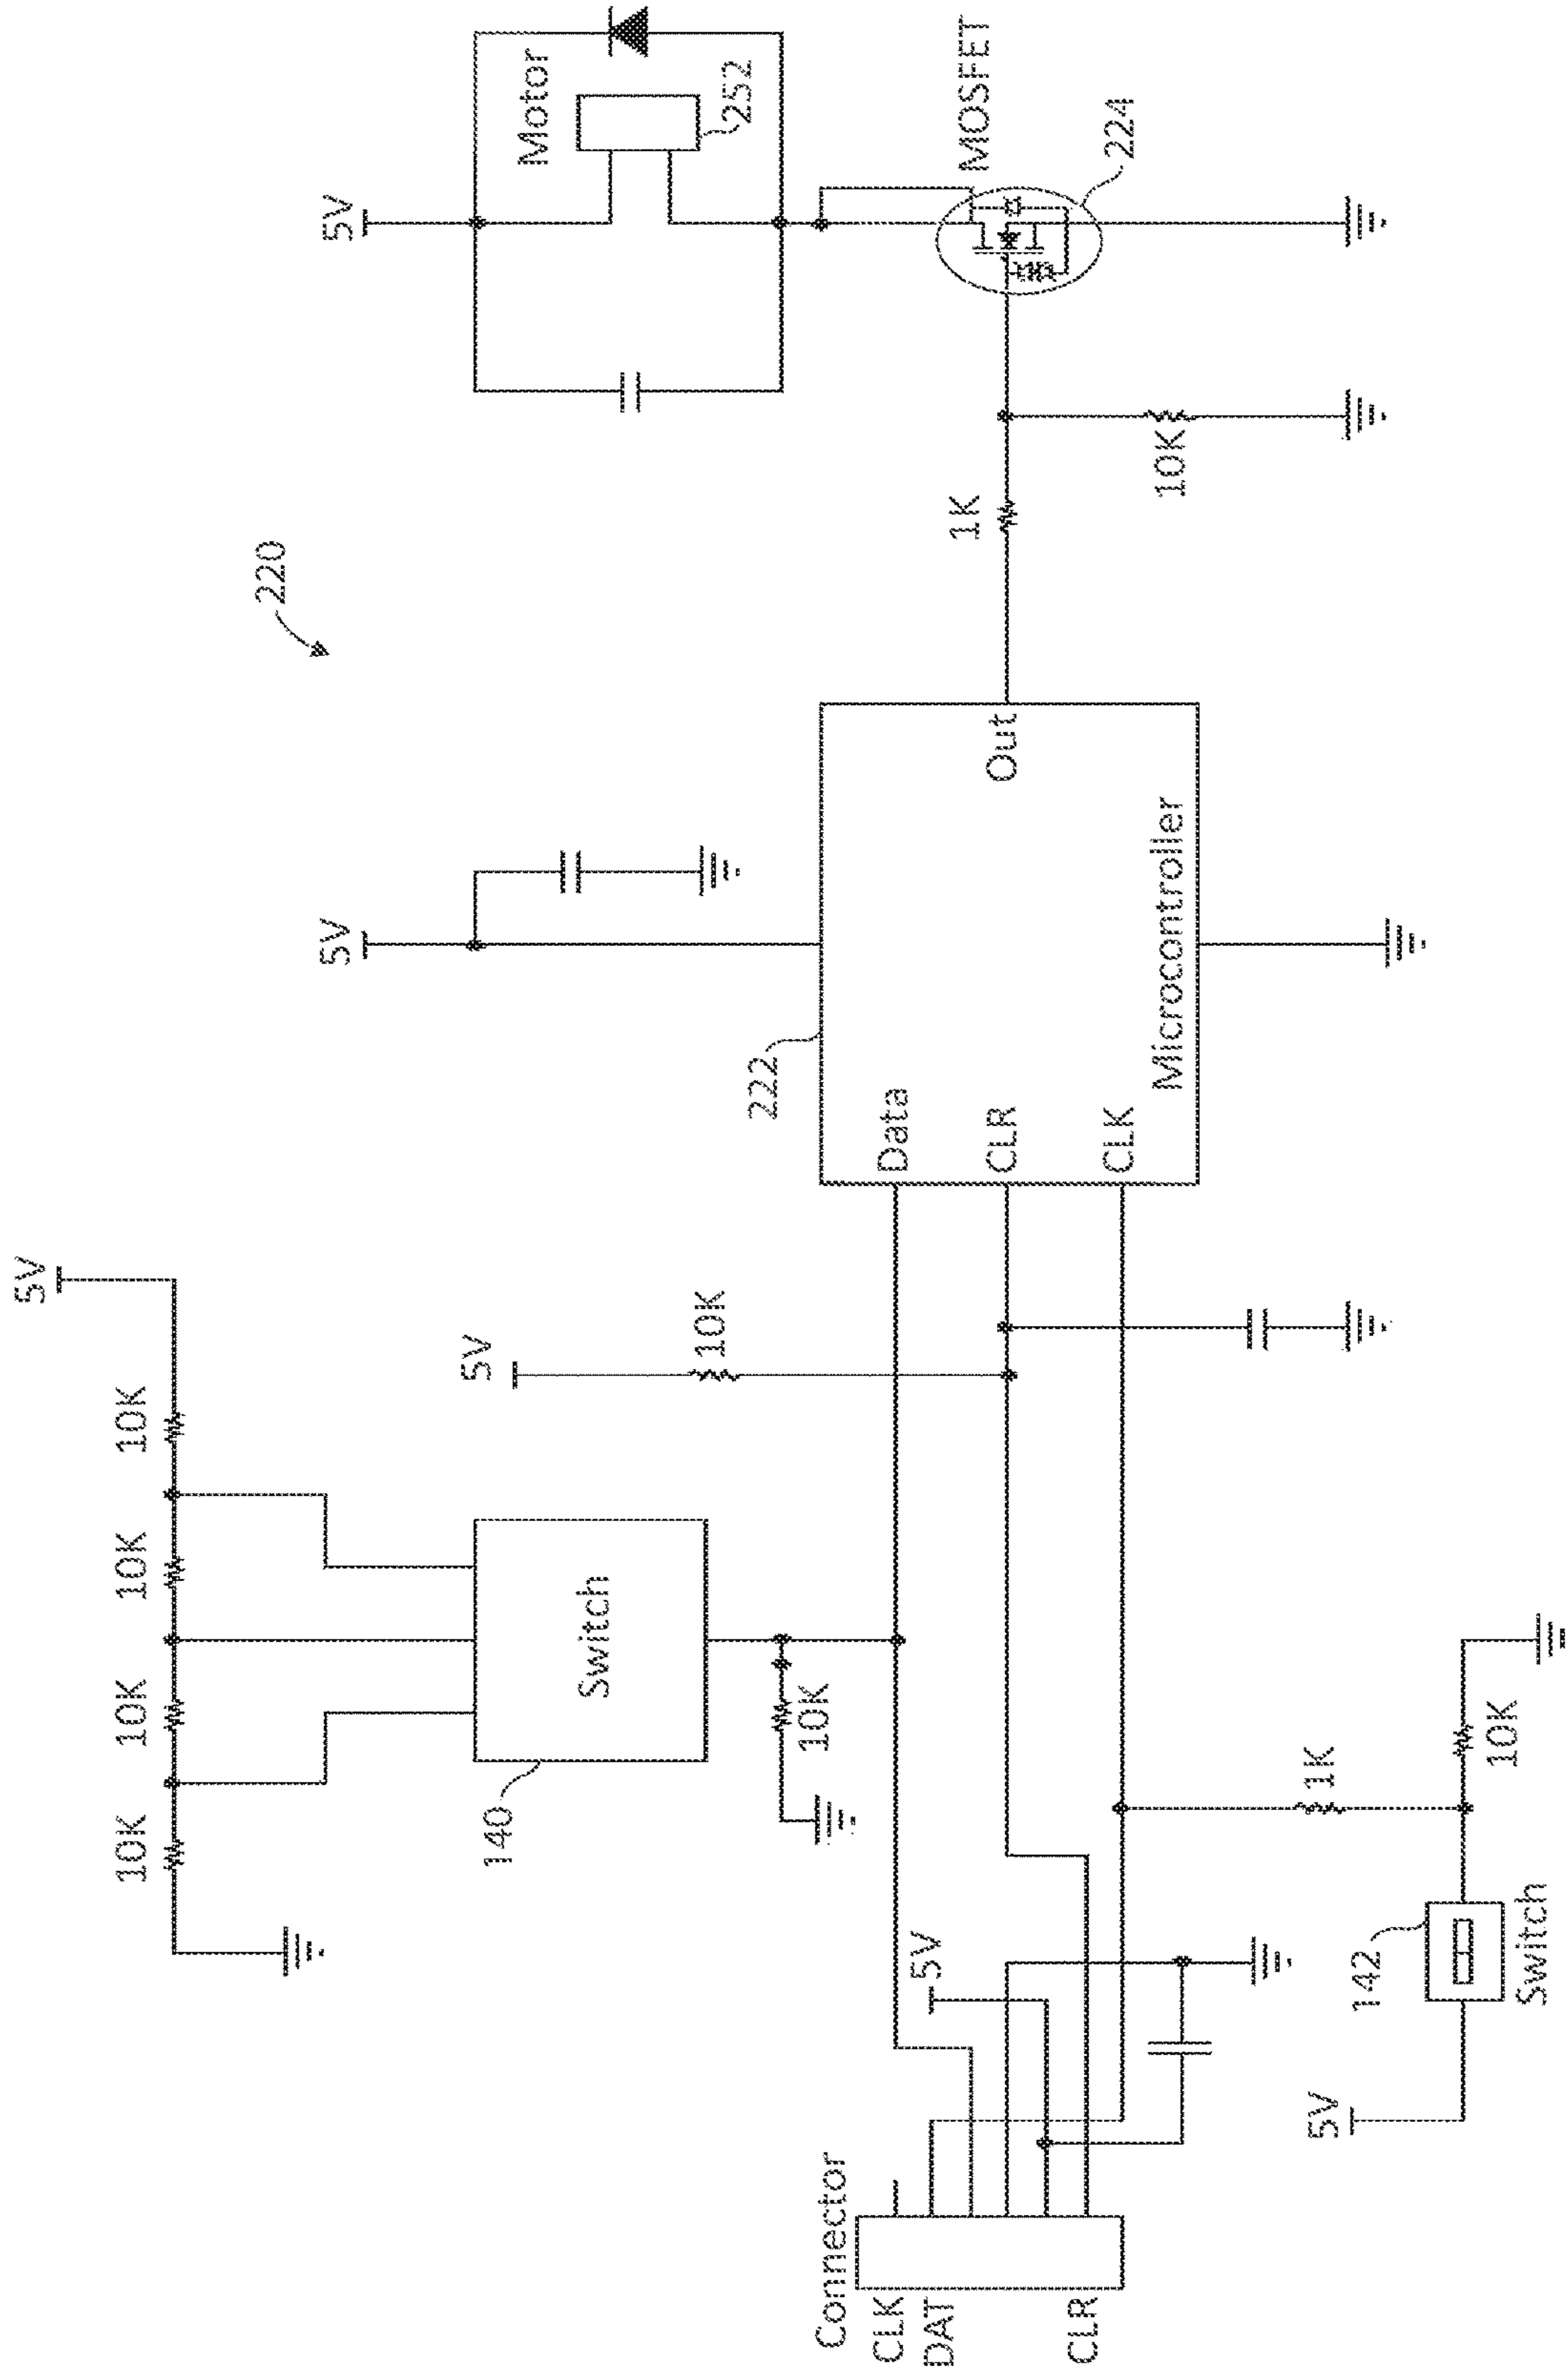 220
5V
10K
10K
10K
10K
5V
10K
140
Switch
10K
5V
222
Data
CLR
CLK
Out
Microcontroller
5V
Motor
252
MOSFET
224
1K
10K
Connector
CLK
DAT
CLR
5V
5V
142
Switch
1K
10K